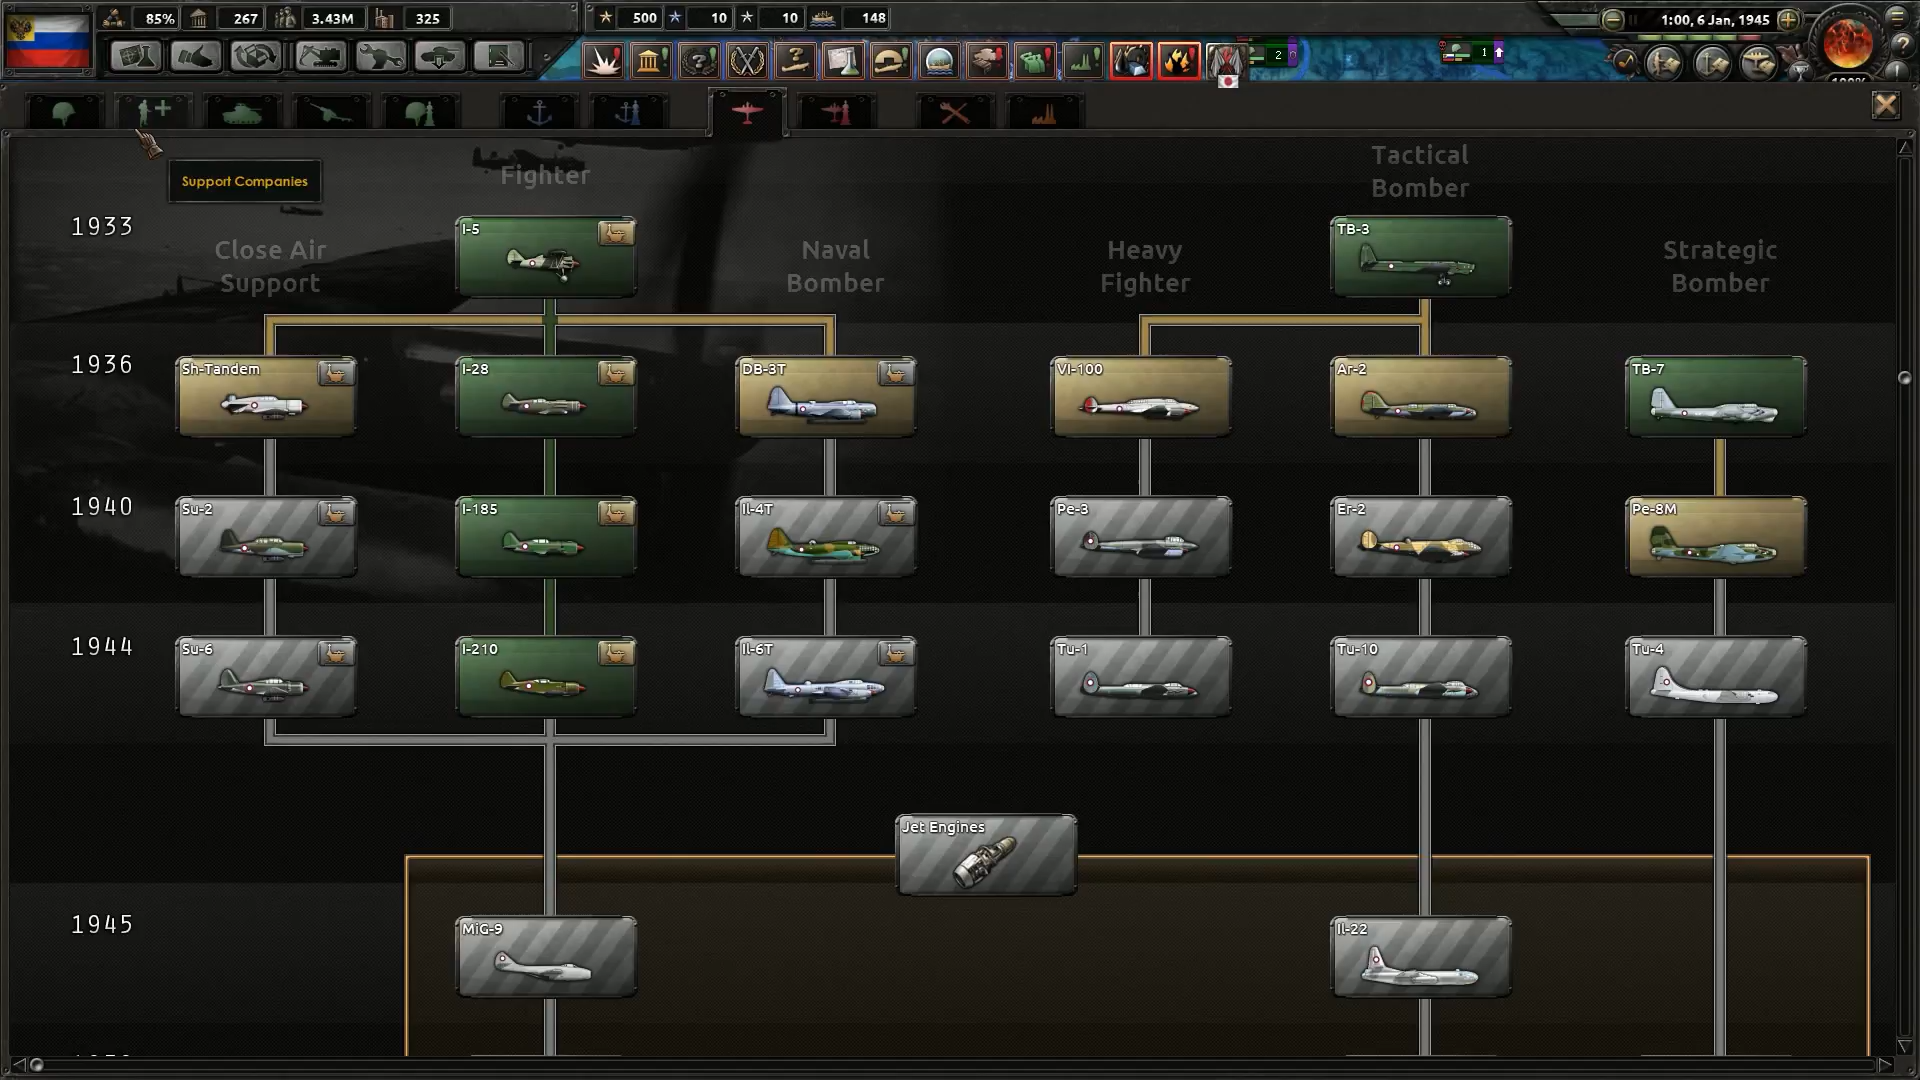 85%
267
3.43M
325
500
10
10
148
1:00, 6 Jan, 1945
2
1
Support Companies
Fighter
Tactical
Bomber
1933
I-5
TB-3
Close Air
Support
Naval
Bomber
Heavy
Fighter
Strategic
Bomber
1936
Sh-Tandem
I-28
DB-3T
VI-100
Ar-2
TB-7
1940
Su-2
I-185
Il-4T
Pe-3
Er-2
Pe-8M
1944
Su-6
I-210
Il-6T
Tu-1
Tu-10
Tu-4
Jet Engines
1945
MiG-9
Il-22